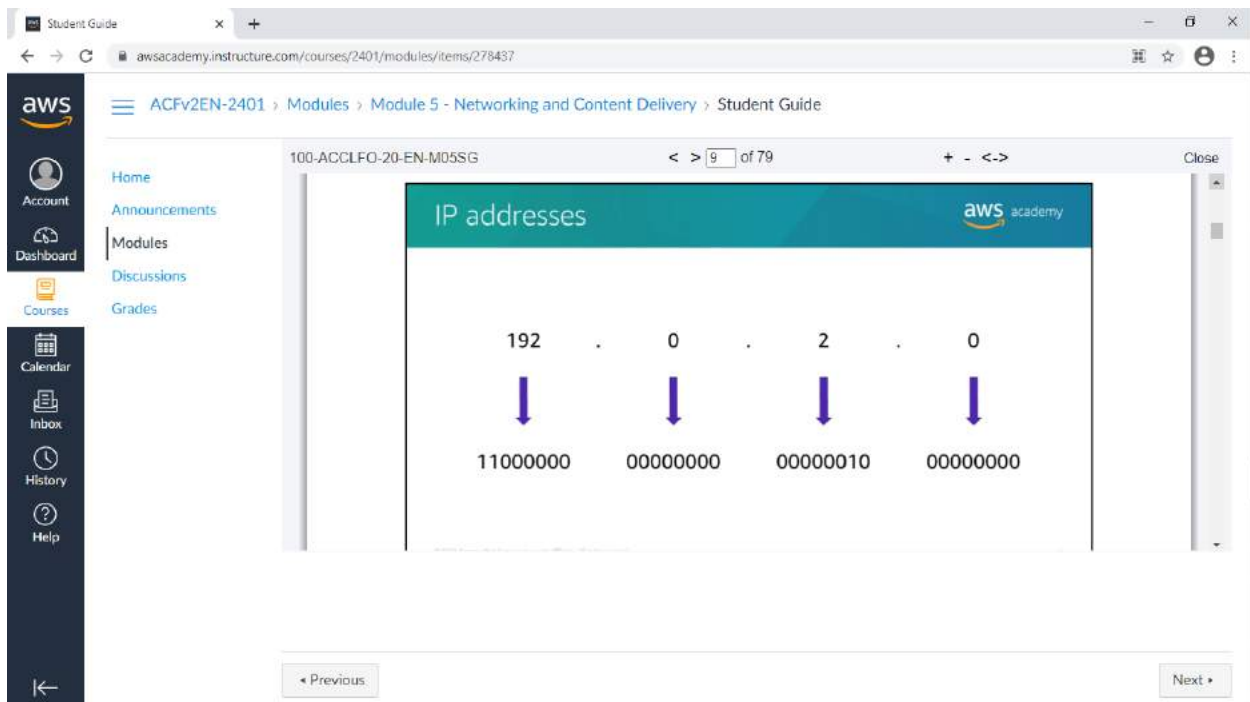 Student Guide
awsacademy.instructure.com/courses/2401/modules/items/278437
aws
ACFv2EN-2401 › Modules › Module 5 - Networking and Content Delivery › Student Guide
Account
Dashboard
Courses
Calendar
Inbox
History
Help
Home
Announcements
Modules
Discussions
Grades
100-ACCLFO-20-EN-M05SG < > 9 of 79 + - <-> Close
IP addresses aws academy
192 . 0 . 2 . 0
11000000 00000000 00000010 00000000
◂ Previous Next ▸